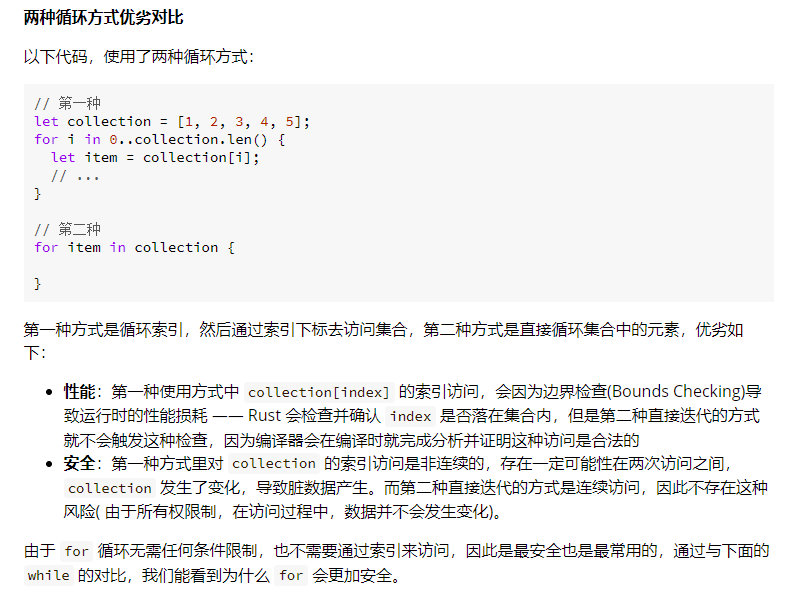 两种循环方式优劣对比
以下代码，使用了两种循环方式：
// 第一种
let collection = [1, 2, 3, 4, 5];
for i in 0..collection.len() {
  let item = collection[i];
  // ...
}
// 第二种
for item in collection {
}
第一种方式是循环索引，然后通过索引下标去访问集合，第二种方式是直接循环集合中的元素，优劣如
下：
• 性能：第一种使用方式中 collection[index] 的索引访问，会因为边界检查(Bounds Checking)导
致运行时的性能损耗 —— Rust 会检查并确认 index 是否落在集合内，但是第二种直接迭代的方式
就不会触发这种检查，因为编译器会在编译时就完成分析并证明这种访问是合法的
• 安全：第一种方式里对 collection 的索引访问是非连续的，存在一定可能性在两次访问之间，
collection 发生了变化，导致脏数据产生。而第二种直接迭代的方式是连续访问，因此不存在这种
风险( 由于所有权限制，在访问过程中，数据并不会发生变化)。
由于 for 循环无需任何条件限制，也不需要通过索引来访问，因此是最安全也是最常用的，通过与下面的
while 的对比，我们能看到为什么 for 会更加安全。